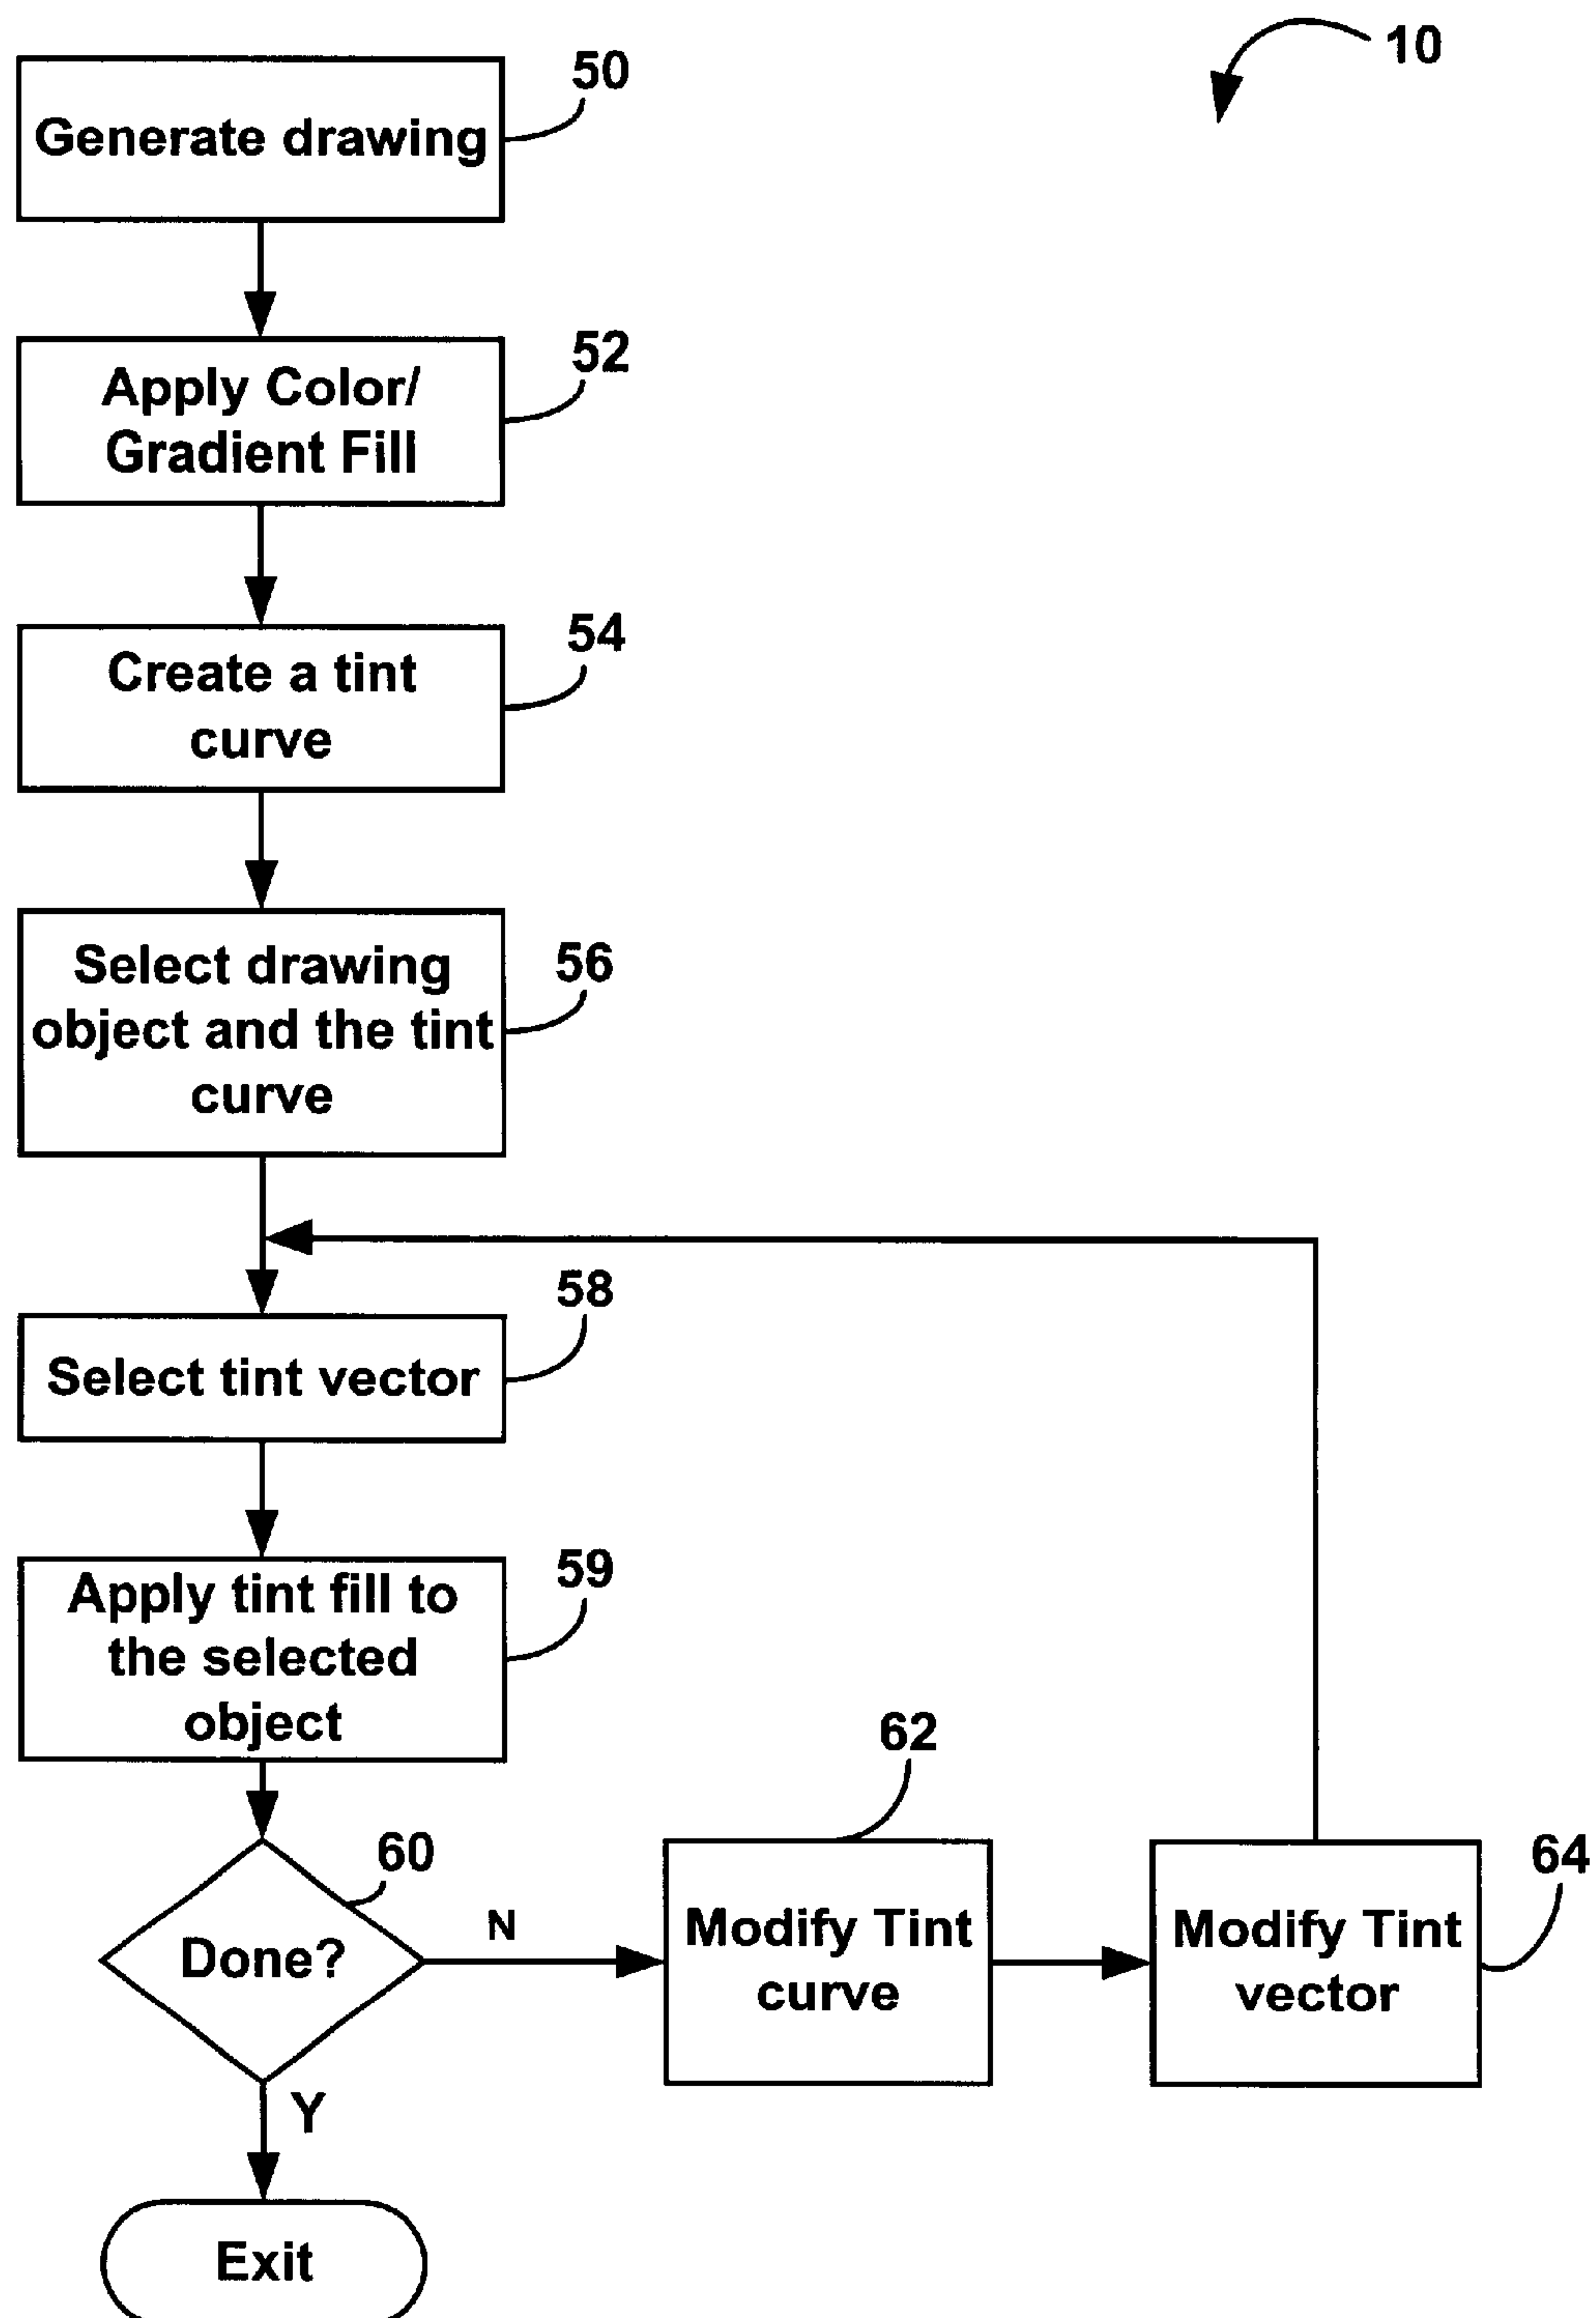 10
50
Generate drawing
52
Apply Color/
Gradient Fill
54
Create a tint
curve
56
Select drawing
object and the tint
curve
58
Select tint vector
59
Apply tint fill to
the selected
object
60
Done?
N
62
Modify Tint
curve
64
Modify Tint
vector
Y
Exit